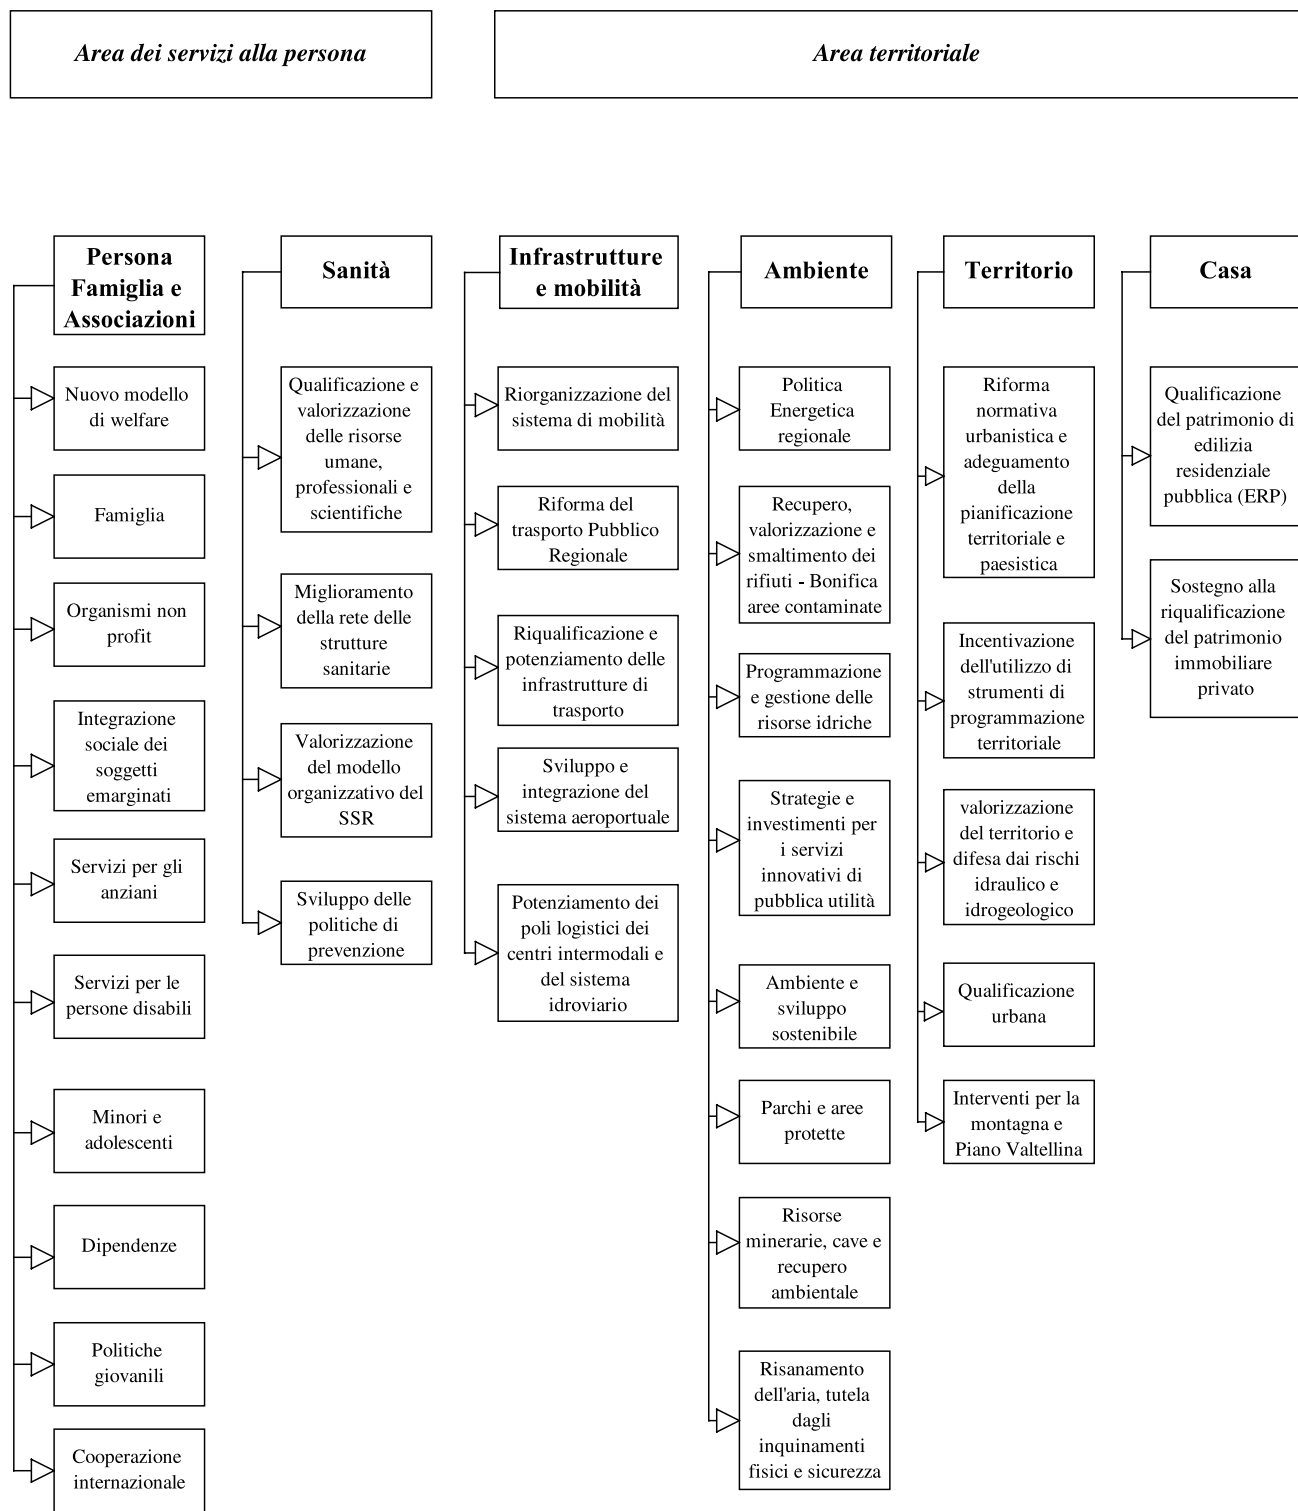 Area dei servizi alla persona
Area territoriale
Persona
Famiglia e
Associazioni
Nuovo modello
di welfare
Famiglia
Organismi non
profit
Integrazione
sociale dei
soggetti
emarginati
Servizi per gli
anziani
Servizi per le
persone disabili
Minori e
adolescenti
Dipendenze
Politiche
giovanili
Cooperazione
internazionale
Sanità
Qualificazione e
valorizzazione
delle risorse
umane,
professionali e
scientifiche
Miglioramento
della rete delle
strutture
sanitarie
Valorizzazione
del modello
organizzativo del
SSR
Sviluppo delle
politiche di
prevenzione
Infrastrutture
e mobilità
Riorganizzazione del
sistema di mobilità
Riforma del
trasporto Pubblico
Regionale
Riqualificazione e
potenziamento delle
infrastrutture di
trasporto
Sviluppo e
integrazione del
sistema aeroportuale
Potenziamento dei
poli logistici dei
centri intermodali e
del sistema
idroviario
Ambiente
Politica
Energetica
regionale
Recupero,
valorizzazione e
smaltimento dei
rifiuti - Bonifica
aree contaminate
Programmazione
e gestione delle
risorse idriche
Strategie e
investimenti per
i servizi
innovativi di
pubblica utilità
Ambiente e
sviluppo
sostenibile
Parchi e aree
protette
Risorse
minerarie, cave e
recupero
ambientale
Risanamento
dell'aria, tutela
dagli
inquinamenti
fisici e sicurezza
Territorio
Riforma
normativa
urbanistica e
adeguamento
della
pianificazione
territoriale e
paesistica
Incentivazione
dell'utilizzo di
strumenti di
programmazione
territoriale
valorizzazione
del territorio e
difesa dai rischi
idraulico e
idrogeologico
Qualificazione
urbana
Interventi per la
montagna e
Piano Valtellina
Casa
Qualificazione
del patrimonio di
edilizia
residenziale
pubblica (ERP)
Sostegno alla
riqualificazione
del patrimonio
immobiliare
privato